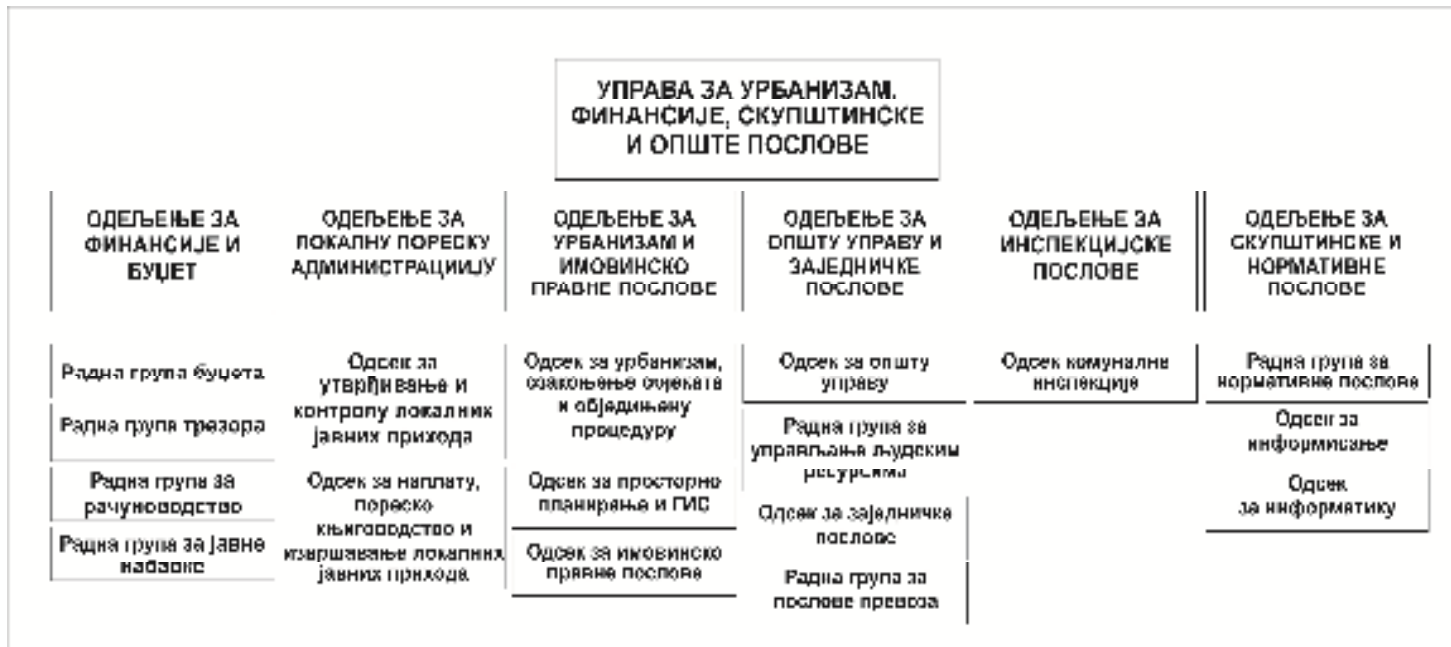 УПРАВА ЗА УРБАНИЗАМ.
ФИНАНСИЈЕ, СКУПШТИНСКЕ
И ОПШТЕ ПОСЛОВЕ
ОДЕЉЕЊЕ ЗА
ФИНАНСИЈЕ И
БУЏЕТ
Радна група буџета
Радна група трезора
Радна група за
рачуноводство
Радна група за јавне
набавке
ОДЕЉЕЊЕ ЗА
ЛОКАЛНУ ПОРЕСКУ
АДМИНИСТРАЦИИЈУ
Одсек за
утврђивање и
контролу локалних
јавних прихода
Одсек за наплату,
пореско
књиговодство и
извршавање локалних
јавних прихода
ОДЕЉЕЊЕ ЗА
УРБАНИЗАМ И
ИМОВИНСКО
ПРАВНЕ ПОСЛОВЕ
Одсек за урбанизам,
озакоњење објеката
и обједињену
процедуру
Одсек за просторно
планирање и ГИС
Одсек за имовинско
правне послове
ОДЕЉЕЊЕ ЗА
ОПШТУ УПРАВУ И
ЗАЈЕДНИЧКЕ
ПОСЛОВЕ
Одсек за општу
управу
Радна група за
управљање људским
ресурсима
Одсек за заједничке
послове
Радна група за
послове превоза
ОДЕЉЕЊЕ ЗА
ИНСПЕКЦИЈСКЕ
ПОСЛОВЕ
Одсек комуналне
инспекције
ОДЕЉЕЊЕ ЗА
СКУПШТИНСКЕ И
НОРМАТИВНЕ
ПОСЛОВЕ
Радна група за
нормативне послове
Одсек за
информисање
Одсек
за информатику